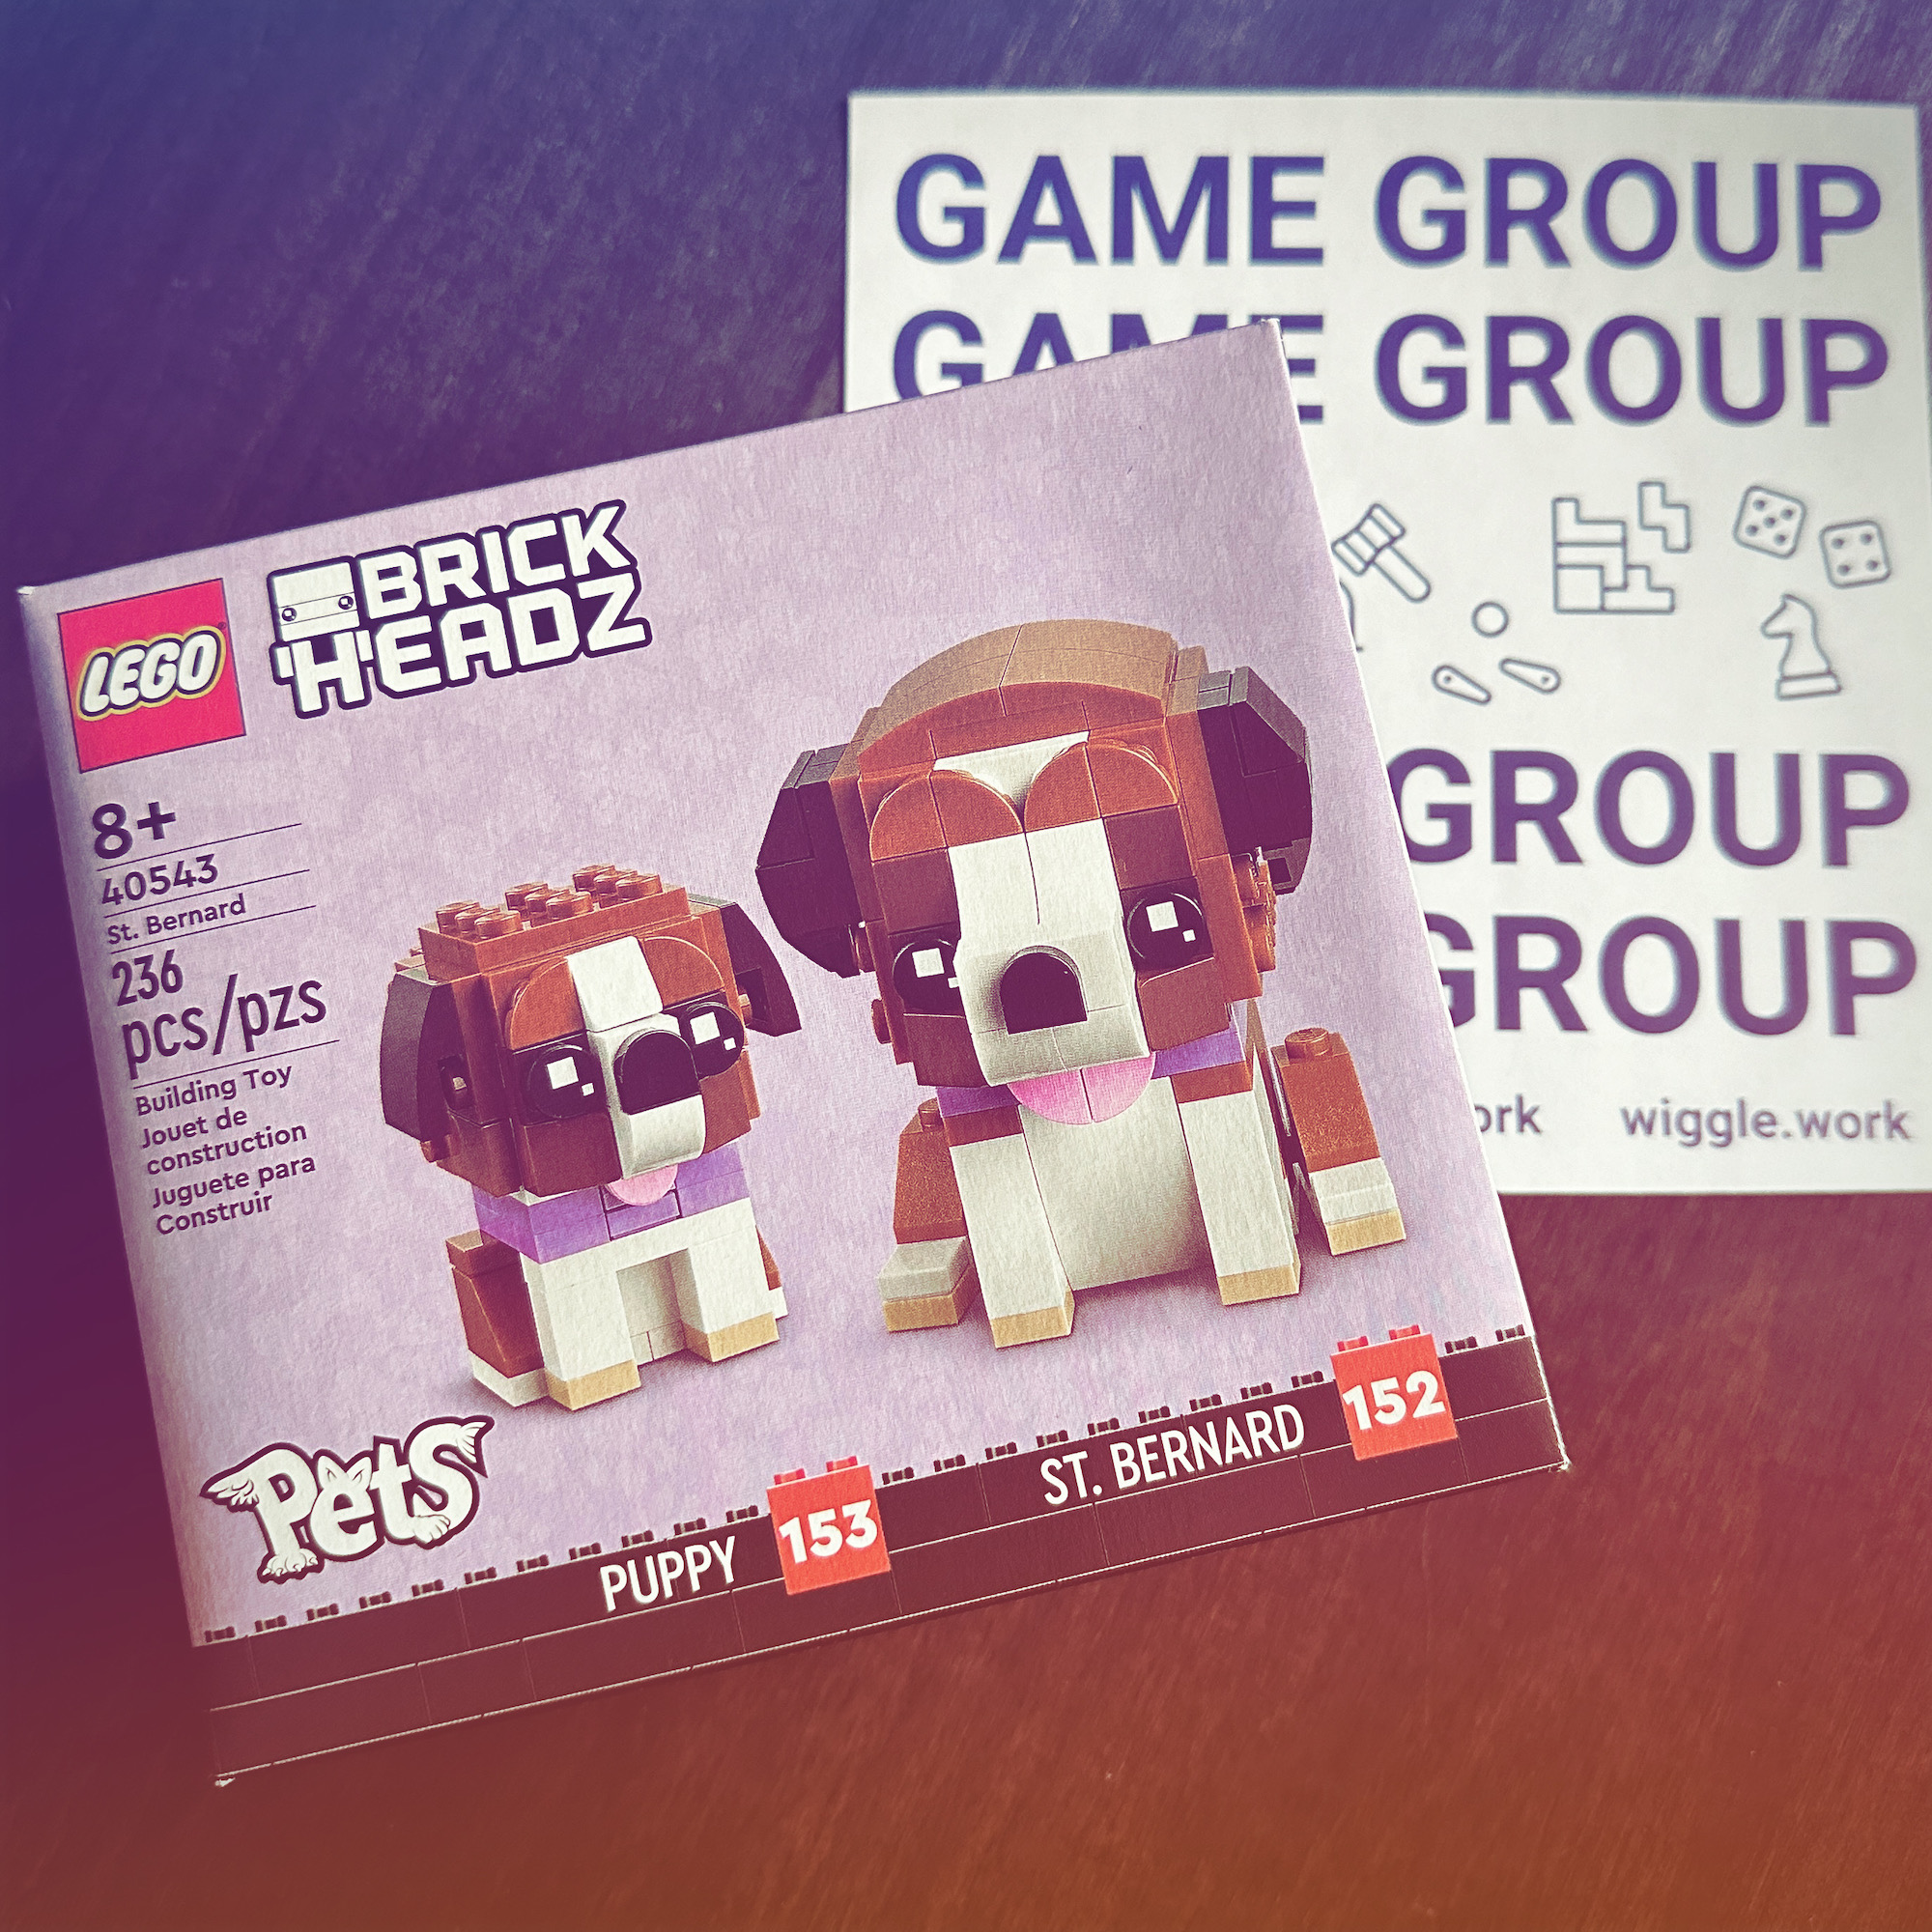 GAME GROUP
GAME GROUP
GROUP
GROUP
wiggle.work
LEGO
BRICK
HEADZ
8+
40543
St. Bernard
236
pcs/pzs
Building Toy
Jouet de
construction
Juguete para
Construir
Pets
PUPPY 153
ST. BERNARD 152